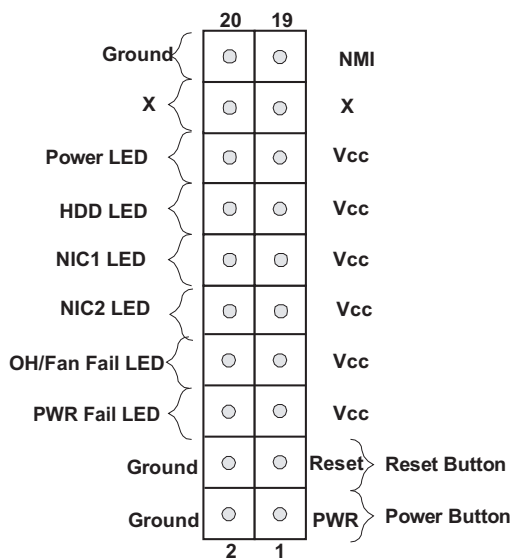 20 19
Ground NMI
X X
Power LED Vcc
HDD LED Vcc
NIC1 LED Vcc
NIC2 LED Vcc
OH/Fan Fail LED Vcc
PWR Fail LED Vcc
Ground Reset Reset Button
Ground PWR Power Button
2 1